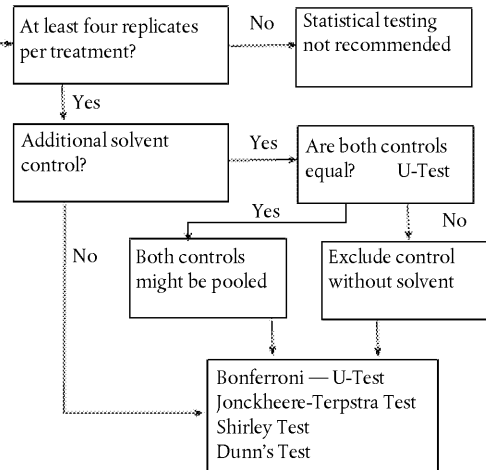 At least four replicates
per treatment?
No
Statistical testing
not recommended
Yes
Additional solvent
control?
Yes
Are both controls
equal? U-Test
Yes
No
No
Both controls
might be pooled
Exclude control
without solvent
Bonferroni — U-Test
Jonckheere-Terpstra Test
Shirley Test
Dunn's Test